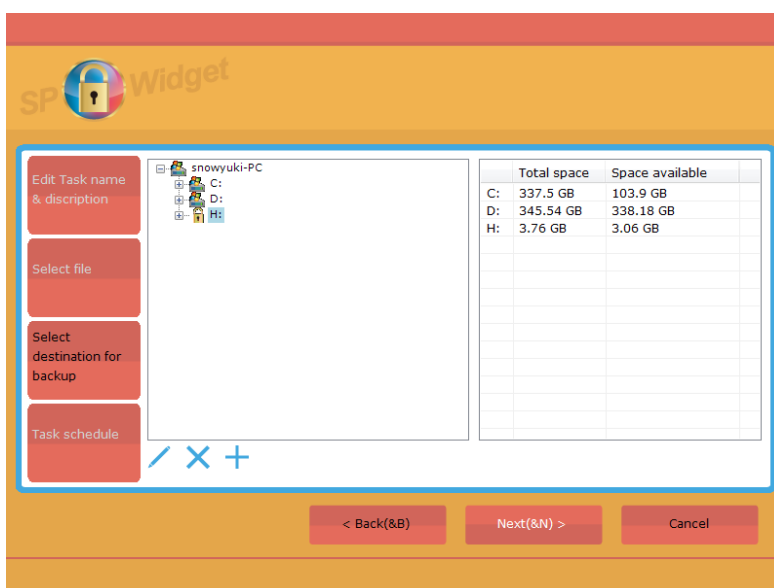 SP Widget
Edit Task name
& discription
Select file
Select
destination for
backup
Task schedule
snowyuki-PC
C:
D:
H:
Total space Space available
C: 337.5 GB 103.9 GB
D: 345.54 GB 338.18 GB
H: 3.76 GB 3.06 GB
< Back(&B) Next(&N) > Cancel